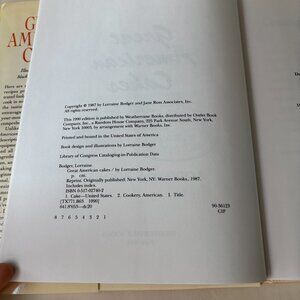 Copyright © 1987 by Lorraine Bodger and Jane Ross Associates, Inc.
All rights reserved.
This 1990 edition is published by Weathervane Books, distributed by Outlet Book
Company, Inc., a Random House Company, 225 Park Avenue South, New York,
New York 10003, by arrangement with Warner Books, Inc.
Printed and bound in the United States of America
Book design and illustrations by Lorraine Bodger
Library of Congress Cataloging-in-Publication Data
Bodger, Lorraine.
Great American cakes / by Lorraine Bodger.
p. cm.
Reprint. Originally published: New York, NY: Warner Books, 1987.
Includes index.
ISBN 0-517-02740-2
1. Cake—United States. 2. Cookery, American. I. Title.
[TX771.B63 1990]
641.8'653—dc20
90-36123
CIP
8 7 6 5 4 3 2 1